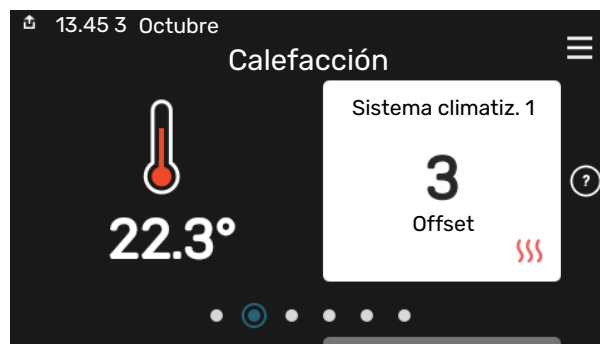 13.45 3 Octubre
Calefacción
Sistema climatiz. 1
3
Offset
22.3°
?